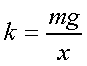 k = mg/x